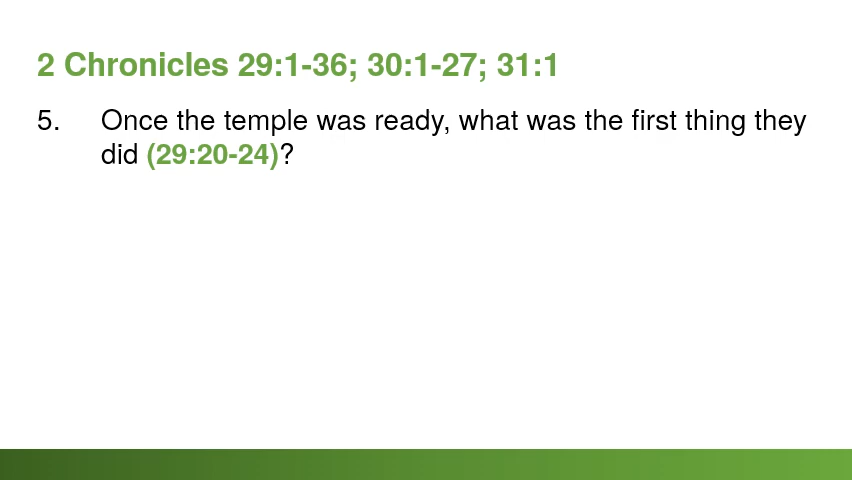 2 Chronicles 29:1-36; 30:1-27; 31:1
5. Once the temple was ready, what was the first thing they
did (29:20-24)?